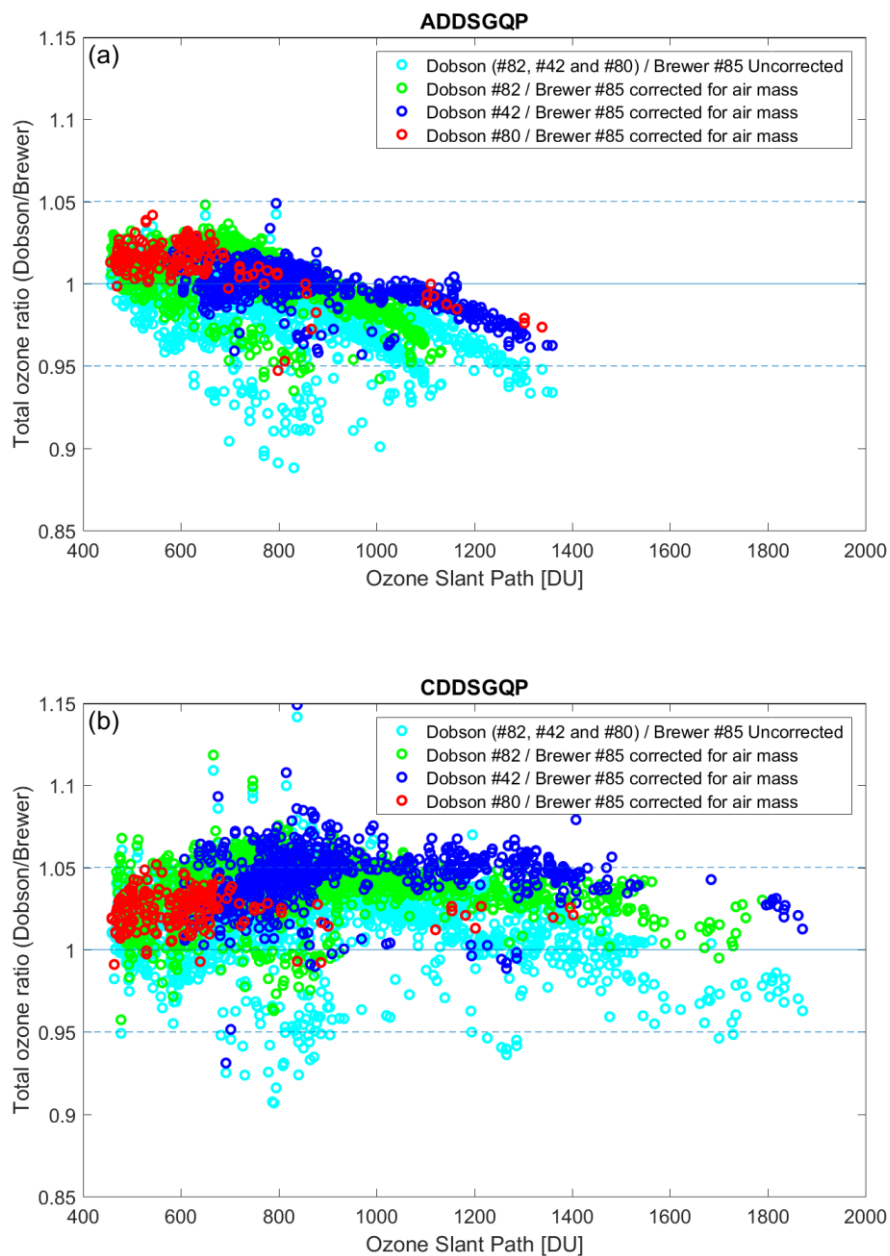 ADDSGQP
(a)
Dobson (#82, #42 and #80) / Brewer #85 Uncorrected
Dobson #82 / Brewer #85 corrected for air mass
Dobson #42 / Brewer #85 corrected for air mass
Dobson #80 / Brewer #85 corrected for air mass
Total ozone ratio (Dobson/Brewer)
1.15
1.1
1.05
1
0.95
0.9
0.85
400 600 800 1000 1200 1400 1600 1800 2000
Ozone Slant Path [DU]
CDDSGQP
(b)
Dobson (#82, #42 and #80) / Brewer #85 Uncorrected
Dobson #82 / Brewer #85 corrected for air mass
Dobson #42 / Brewer #85 corrected for air mass
Dobson #80 / Brewer #85 corrected for air mass
Total ozone ratio (Dobson/Brewer)
1.15
1.1
1.05
1
0.95
0.9
0.85
400 600 800 1000 1200 1400 1600 1800 2000
Ozone Slant Path [DU]